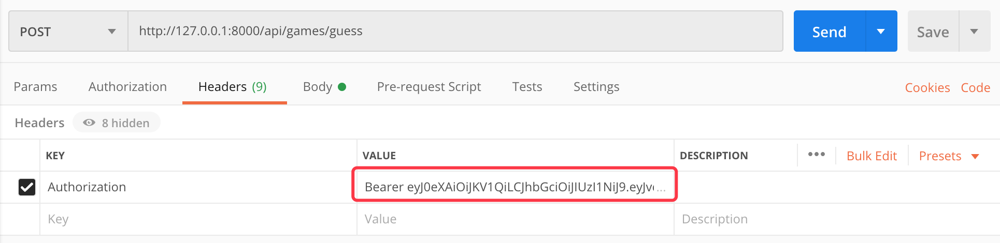 POST http://127.0.0.1:8000/api/games/guess Send Save
Params Authorization Headers (9) Body Pre-request Script Tests Settings Cookies Code
Headers 8 hidden
KEY VALUE DESCRIPTION ••• Bulk Edit Presets
Authorization Bearer eyJ0eXAiOiJKV1QiLCJhbGciOiJIUzI1NiJ9.eyJv...
Key Value Description